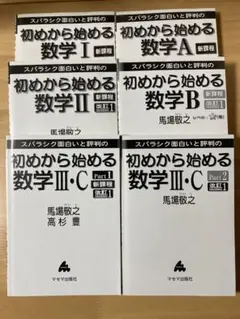 スバラシク面白いと評判の
初めから始める
数学Ⅰ
新課程
スバラシク面白いと評判の
初めから始める
数学A
新課程
スバラシク面白いと評判の
初めから始める
数学Ⅱ
新課程
改訂1
馬場敬之
スバラシク面白いと評判の
初めから始める
数学B
新課程
改訂1
馬場敬之
スバラシク面白いと評判の
初めから始める
数学Ⅲ・C
Part1
新課程
改訂1
馬場敬之
高杉 豊
マセマ出版社
スバラシク面白いと評判の
初めから始める
数学Ⅲ・C
Part2
改訂1
馬場敬之
マセマ出版社